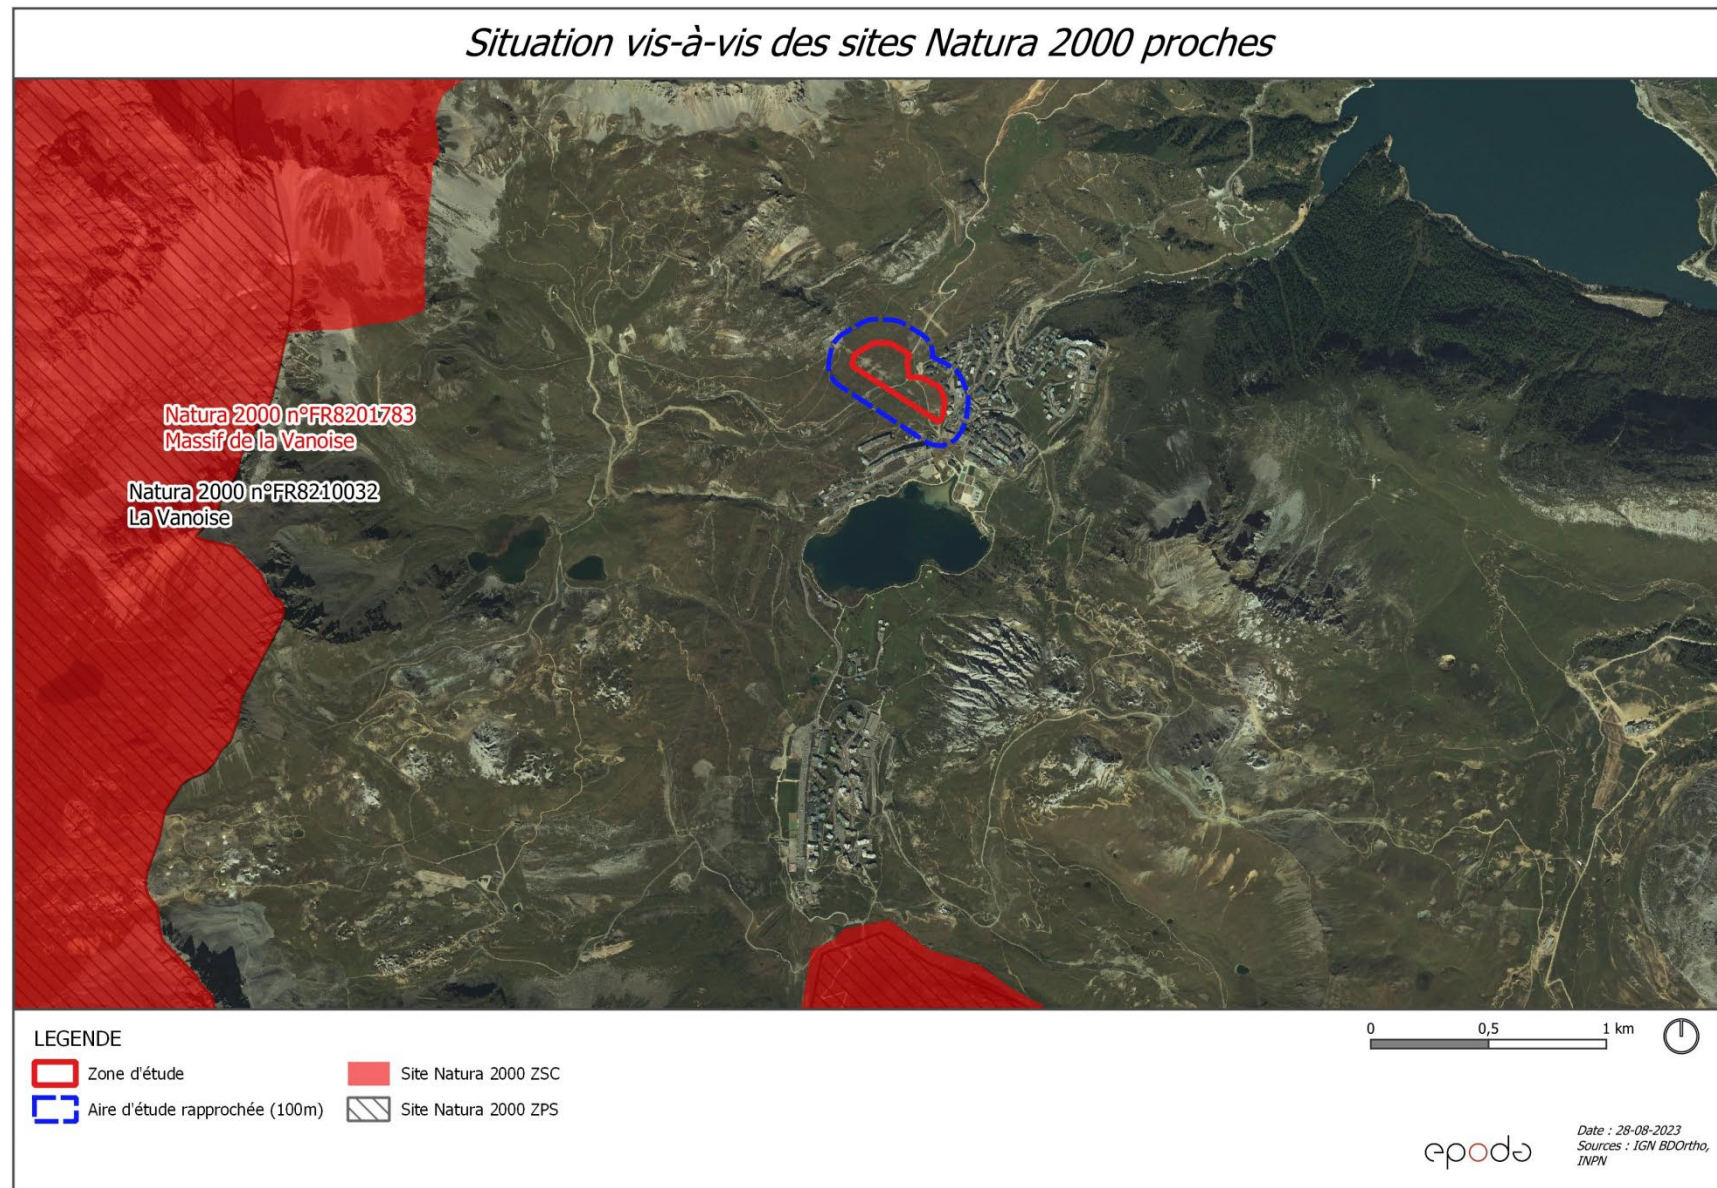 Situation vis-à-vis des sites Natura 2000 proches
Natura 2000 n°FR8201783
Massif de la Vanoise
Natura 2000 n°FR8210032
La Vanoise
LEGENDE
Zone d'étude
Aire d'étude rapprochée (100m)
Site Natura 2000 ZSC
Site Natura 2000 ZPS
0 0,5 1 km
epoda
Date : 28-08-2023
Sources : IGN BDOrtho,
INPN